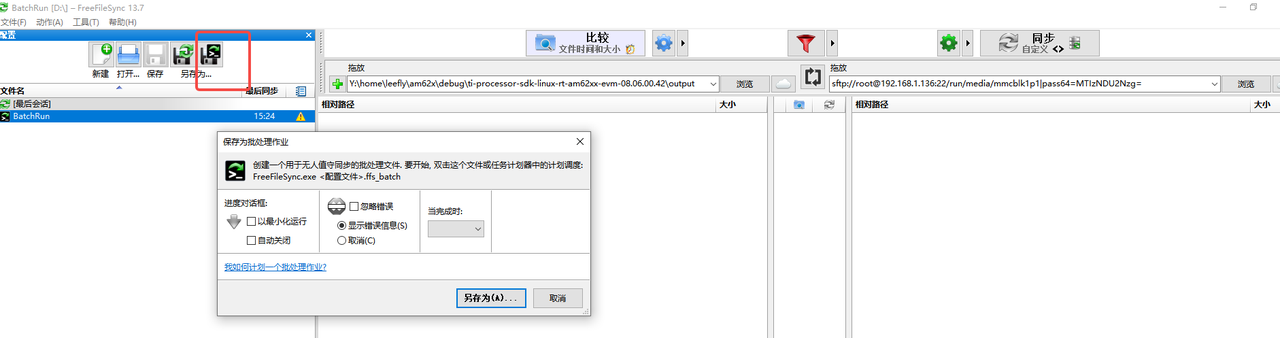 BatchRun [D:\] – FreeFileSync 13.7
文件(F) 动作(A) 工具(T) 帮助(H)
配置
新建 打开... 保存 另存为...
比较
文件时间和大小
同步
自定义
拖放
Y:\home\leefly\am62x\debug\ti-processor-sdk-linux-rt-am62xx-evm-08.06.00.42\output
浏览
拖放
sftp://root@192.168.1.136:22/run/media/mmcblk1p1|pass64=MTIzNDU2Nzg=
浏览
文件名 最后同步
[最后会话]
BatchRun 15:24
相对路径 大小
相对路径 大小
保存为批处理作业
创建一个用于无人值守同步的批处理文件. 要开始, 双击这个文件或任务计划器中的计划调度:
FreeFileSync.exe <配置文件>.ffs_batch
进度对话框:
以最小化运行
自动关闭
忽略错误
显示错误信息(S)
取消(C)
当完成时:
我如何计划一个批处理作业?
另存为(A)...
取消